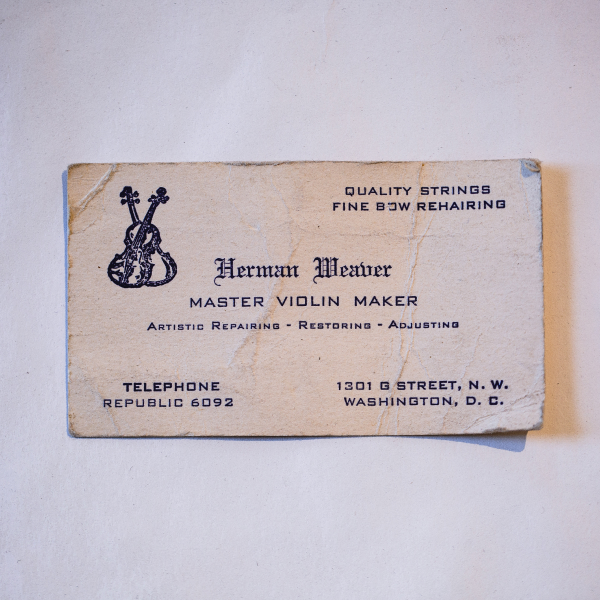 QUALITY STRINGS
FINE BOW REHAIRING
Herman Weaver
MASTER VIOLIN MAKER
Artistic Repairing - Restoring - Adjusting
TELEPHONE
REPUBLIC 6092
1301 G STREET, N. W.
WASHINGTON, D. C.